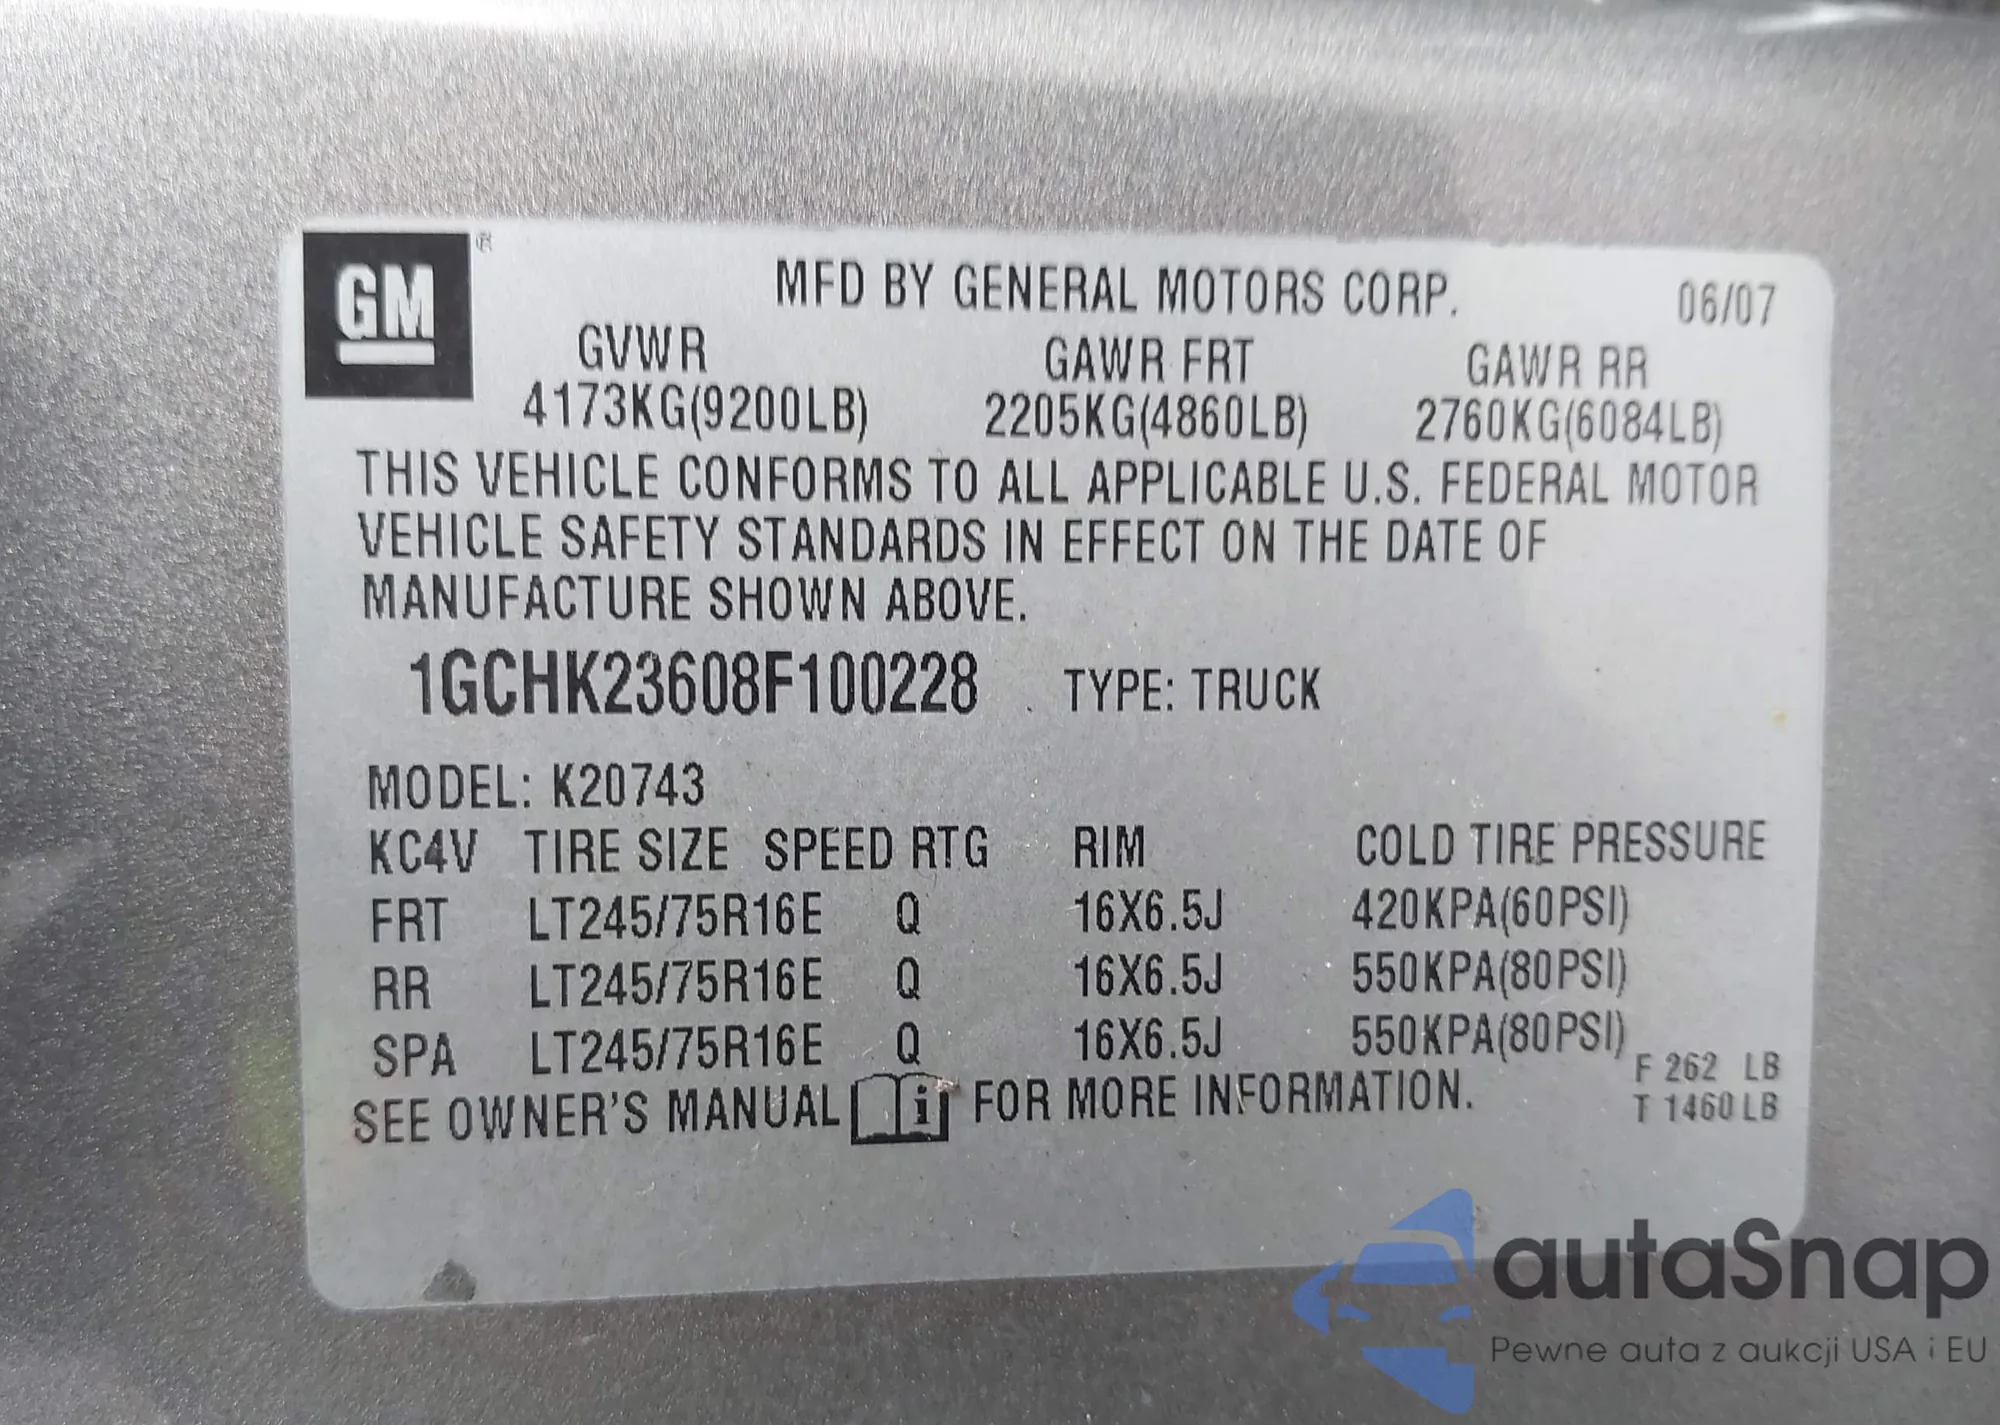 GM ®
MFD BY GENERAL MOTORS CORP. 06/07
GVWR GAWR FRT GAWR RR
4173KG(9200LB) 2205KG(4860LB) 2760KG(6084LB)
THIS VEHICLE CONFORMS TO ALL APPLICABLE U.S. FEDERAL MOTOR
VEHICLE SAFETY STANDARDS IN EFFECT ON THE DATE OF
MANUFACTURE SHOWN ABOVE.
1GCHK23608F100228 TYPE: TRUCK
MODEL: K20743
KC4V TIRE SIZE SPEED RTG RIM COLD TIRE PRESSURE
FRT LT245/75R16E Q 16X6.5J 420KPA(60PSI)
RR LT245/75R16E Q 16X6.5J 550KPA(80PSI)
SPA LT245/75R16E Q 16X6.5J 550KPA(80PSI)
F 262 LB
SEE OWNER'S MANUAL i FOR MORE INFORMATION.
T 1460 LB
autaSnap
Pewne auta z aukcji USA i EU